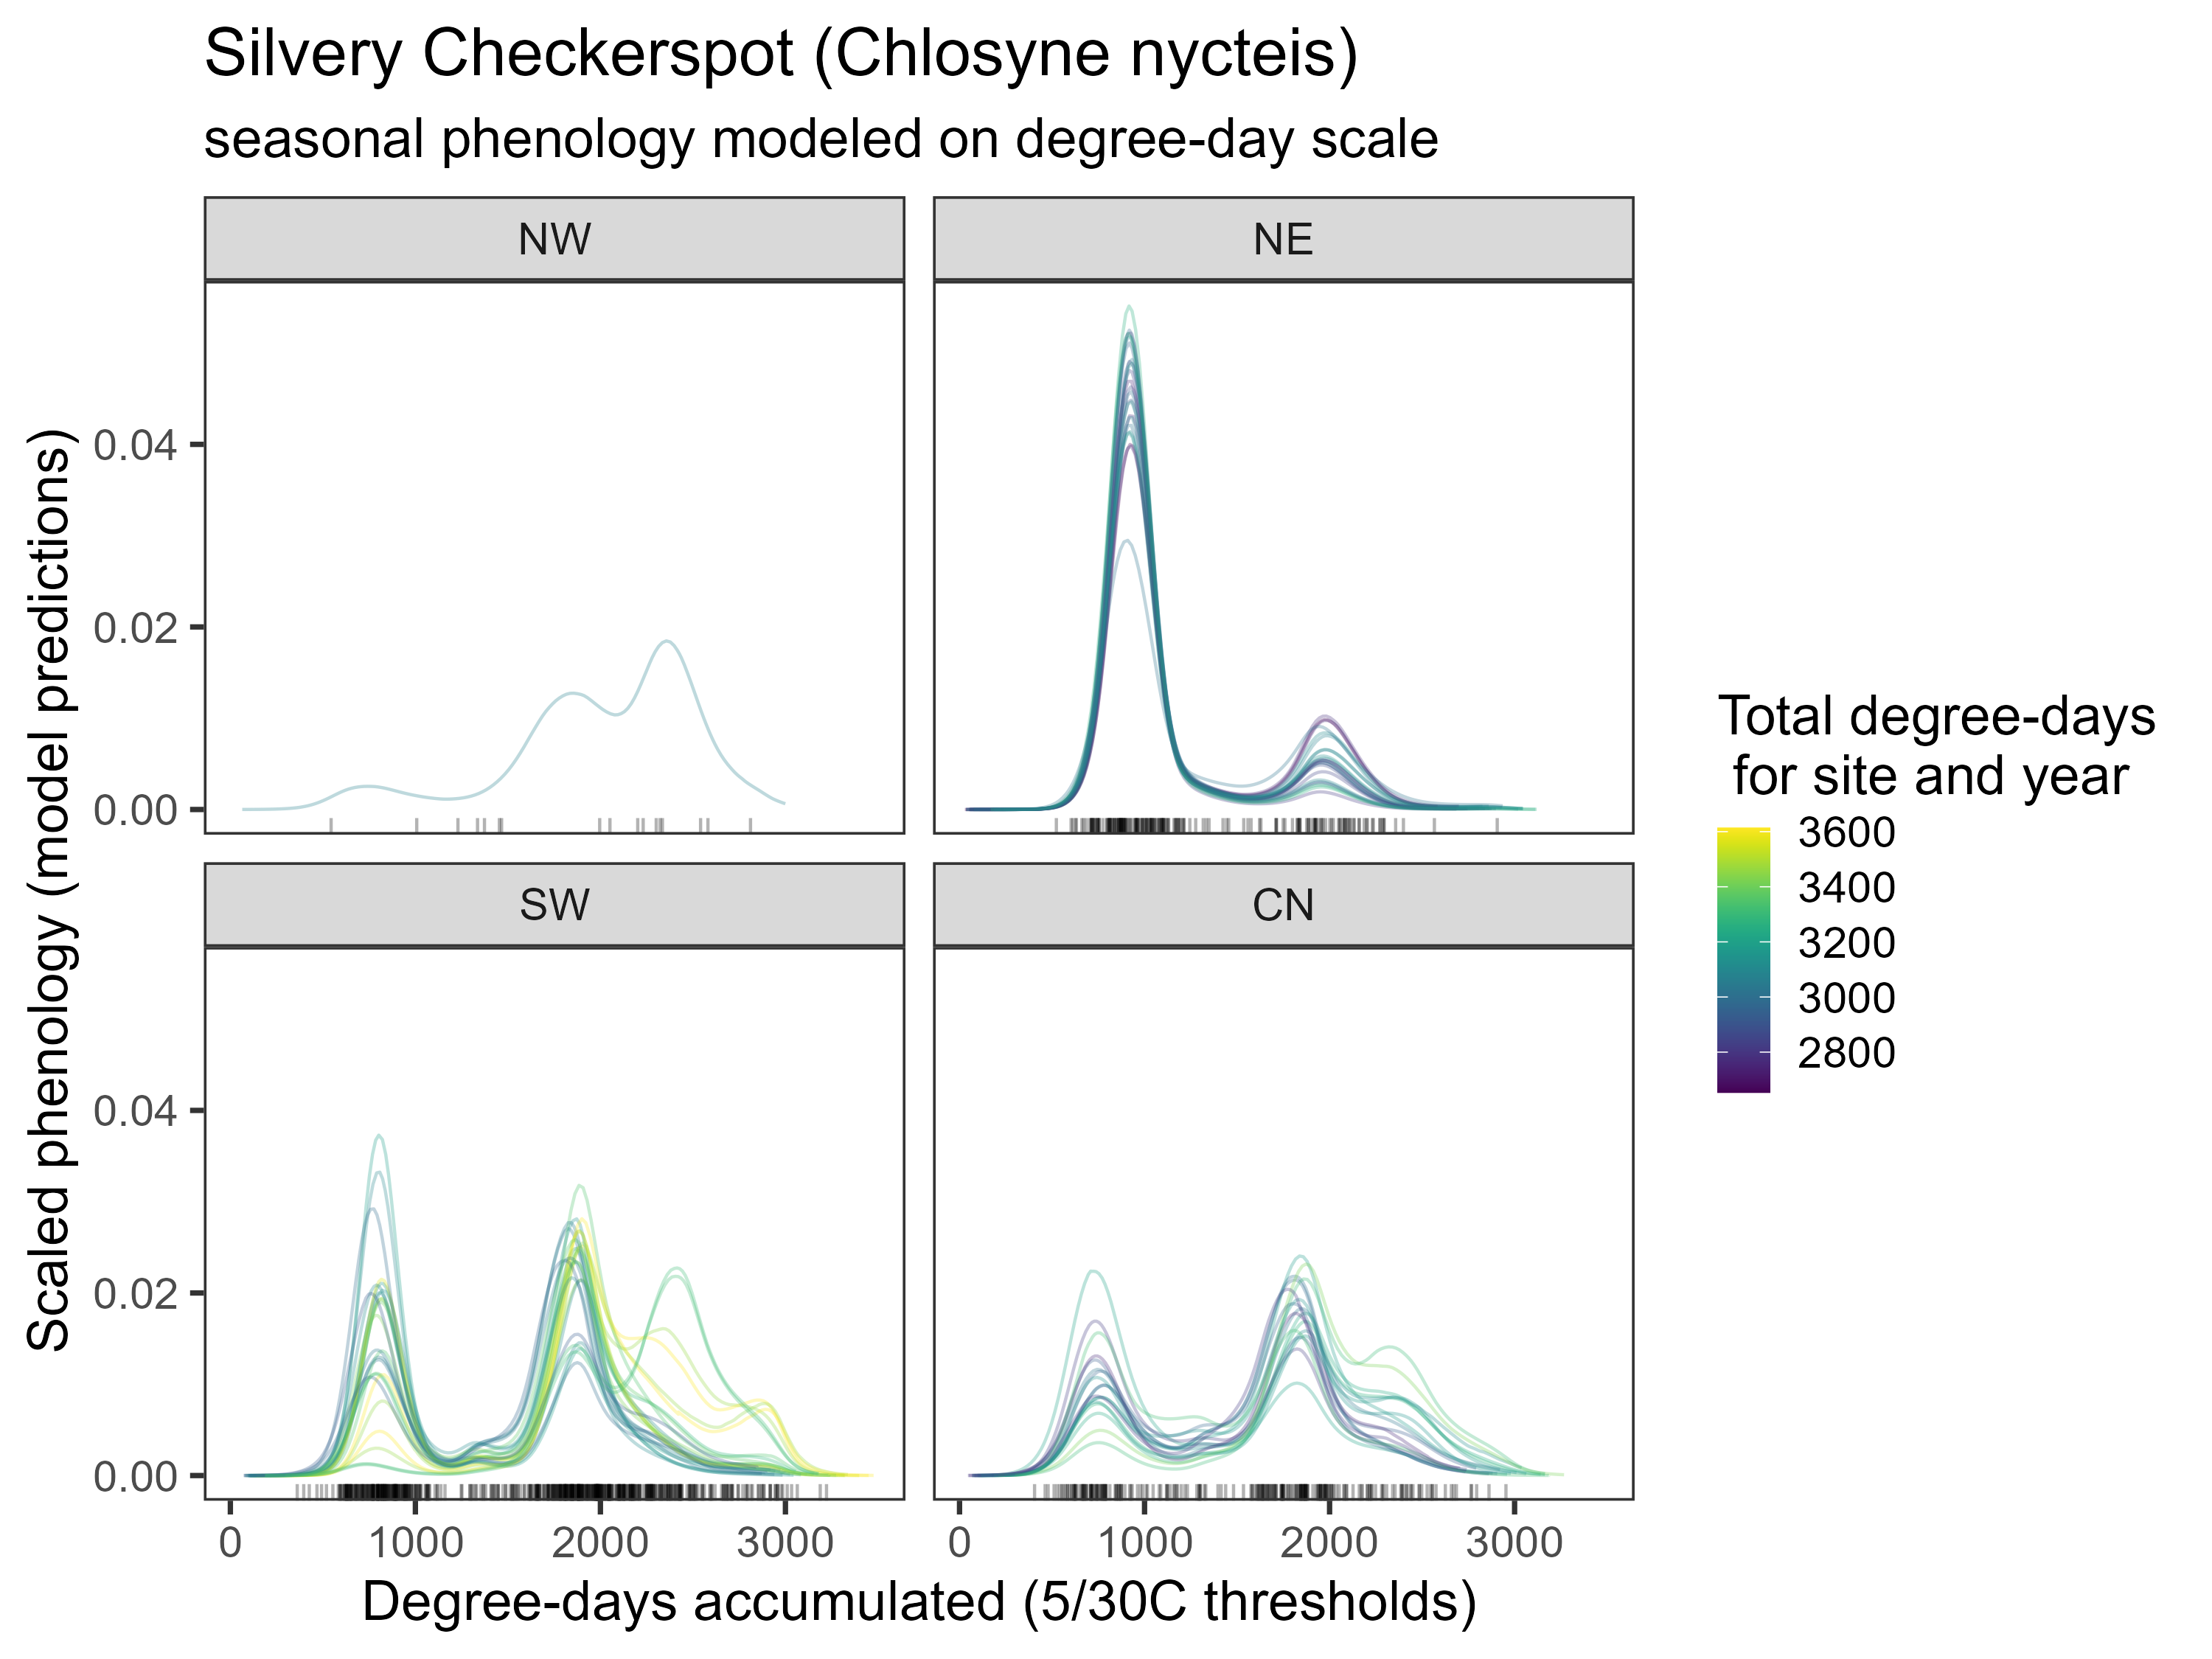 Silvery Checkerspot (Chlosyne nycteis)
seasonal phenology modeled on degree-day scale
NW
NE
0.04
0.02
0.00
SW
CN
0.04
0.02
0.00
0
1000
2000
3000
0
1000
2000
3000
Degree-days accumulated (5/30C thresholds)
Scaled phenology (model predictions)
Total degree-days
for site and year
3600
3400
3200
3000
2800